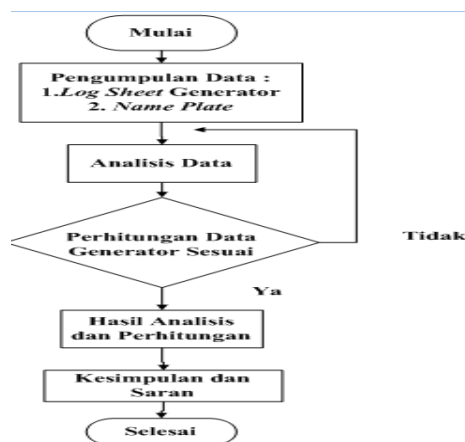 Mulai
Pengumpulan Data :
1.Log Sheet Generator
2. Name Plate
Analisis Data
Perhitungan Data
Generator Sesuai
Tidak
Ya
Hasil Analisis
dan Perhitungan
Kesimpulan dan
Saran
Selesai